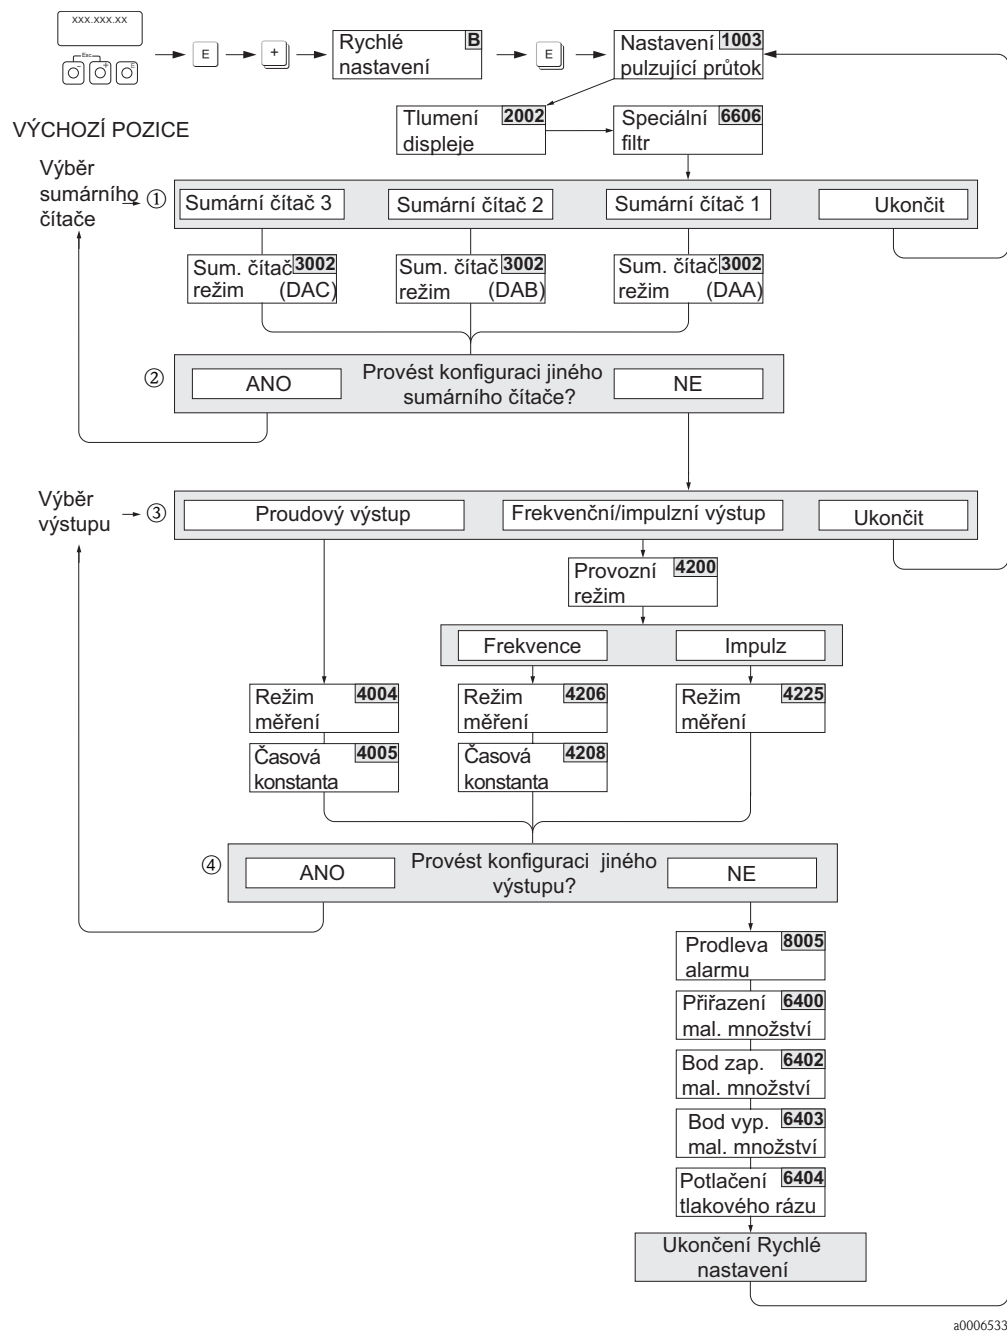 XXX.XXX.XX
Esc
-
+
E
E
+
Rychlé
nastavení
B
E
Nastavení
1003
pulzující průtok
VÝCHOZÍ POZICE
Tlumení
2002
displeje
Speciální
6606
filtr
Výběr
sumárního
čítače
①
Sumární čítač 3
Sumární čítač 2
Sumární čítač 1
Ukončit
Sum. čítač
3002
režim (DAC)
Sum. čítač
3002
režim (DAB)
Sum. čítač
3002
režim (DAA)
②
ANO
Provést konfiguraci jiného
sumárního čítače?
NE
Výběr
výstupu
③
Proudový výstup
Frekvenční/impulzní výstup
Ukončit
Provozní
4200
režim
Frekvence
Impulz
Režim
4004
měření
Režim
4206
měření
Režim
4225
měření
Časová
4005
konstanta
Časová
4208
konstanta
④
ANO
Provést konfiguraci jiného
výstupu?
NE
Prodleva
8005
alarmu
Přiřazení
6400
mal. množství
Bod zap.
6402
mal. množství
Bod vyp.
6403
mal. množství
Potlačení
6404
tlakového rázu
Ukončení Rychlé
nastavení
a0006533